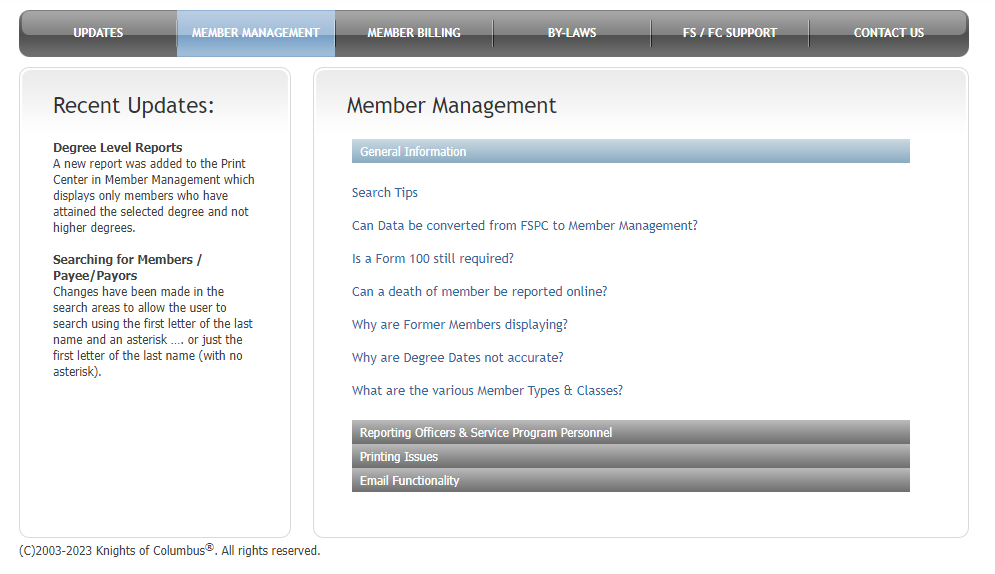 UPDATES
MEMBER MANAGEMENT
MEMBER BILLING
BY-LAWS
FS / FC SUPPORT
CONTACT US
Recent Updates:
Degree Level Reports
A new report was added to the Print
Center in Member Management which
displays only members who have
attained the selected degree and not
higher degrees.
Searching for Members /
Payee/Payors
Changes have been made in the
search areas to allow the user to
search using the first letter of the last
name and an asterisk .... or just the
first letter of the last name (with no
asterisk).
Member Management
General Information
Search Tips
Can Data be converted from FSPC to Member Management?
Is a Form 100 still required?
Can a death of member be reported online?
Why are Former Members displaying?
Why are Degree Dates not accurate?
What are the various Member Types & Classes?
Reporting Officers & Service Program Personnel
Printing Issues
Email Functionality
(C)2003-2023 Knights of Columbus®. All rights reserved.